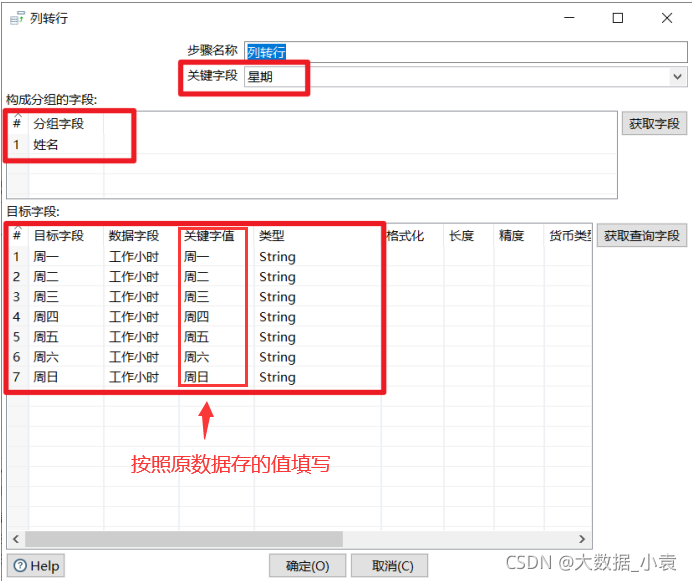 列转行
步骤名称 列转行
关键字段 星期
构成分组的字段:
# 分组字段
1 姓名
获取字段
目标字段:
# 目标字段 数据字段 关键字值 类型 格式化 长度 精度 货币类型
1 周一 工作小时 周一 String
2 周二 工作小时 周二 String
3 周三 工作小时 周三 String
4 周四 工作小时 周四 String
5 周五 工作小时 周五 String
6 周六 工作小时 周六 String
7 周日 工作小时 周日 String
获取查询字段
按照原数据存的值填写
Help 确定(O) 取消(C)
CSDN @大数据_小袁